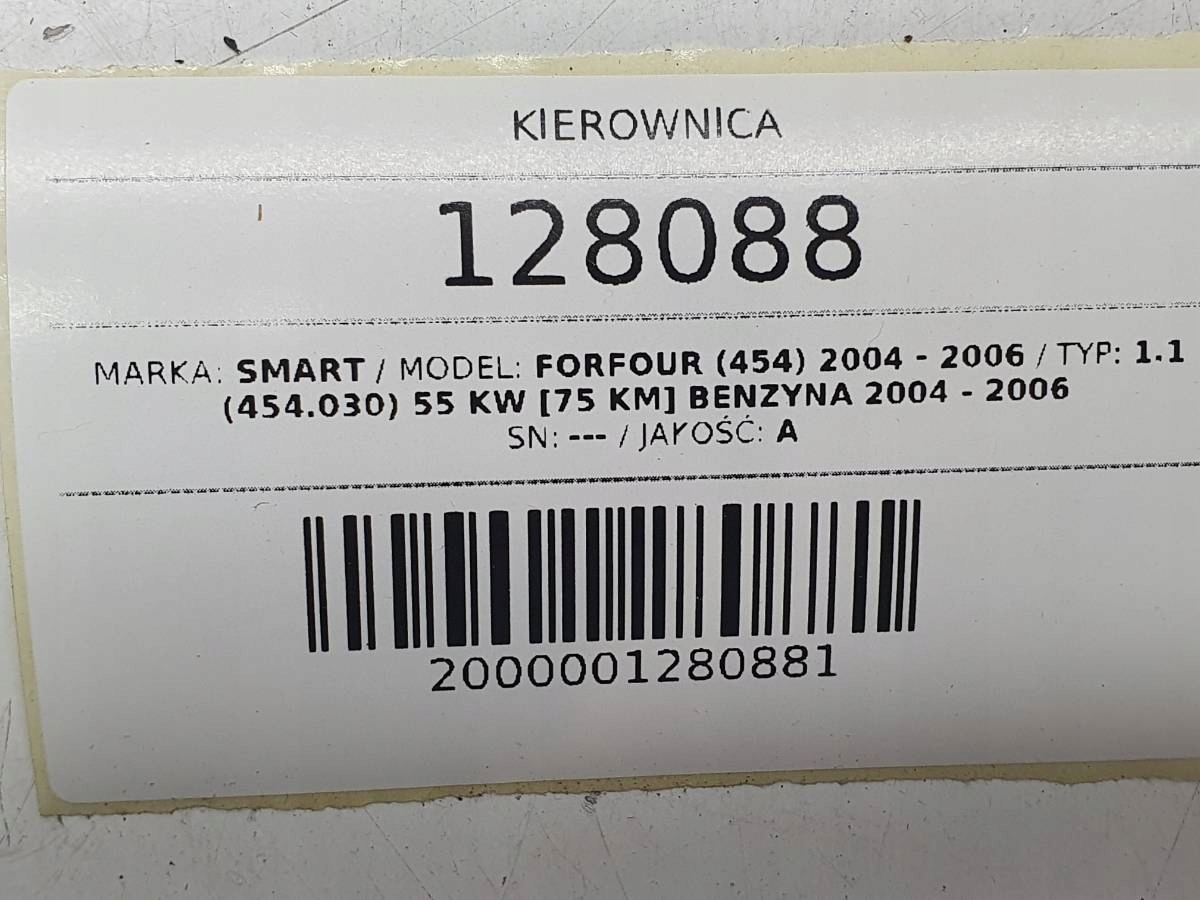 KIEROWNICA
128088
MARKA: SMART / MODEL: FORFOUR (454) 2004 - 2006 / TYP: 1.1
(454.030) 55 KW [75 KM] BENZYNA 2004 - 2006
SN: --- / JAKOŚĆ: A
2000001280881